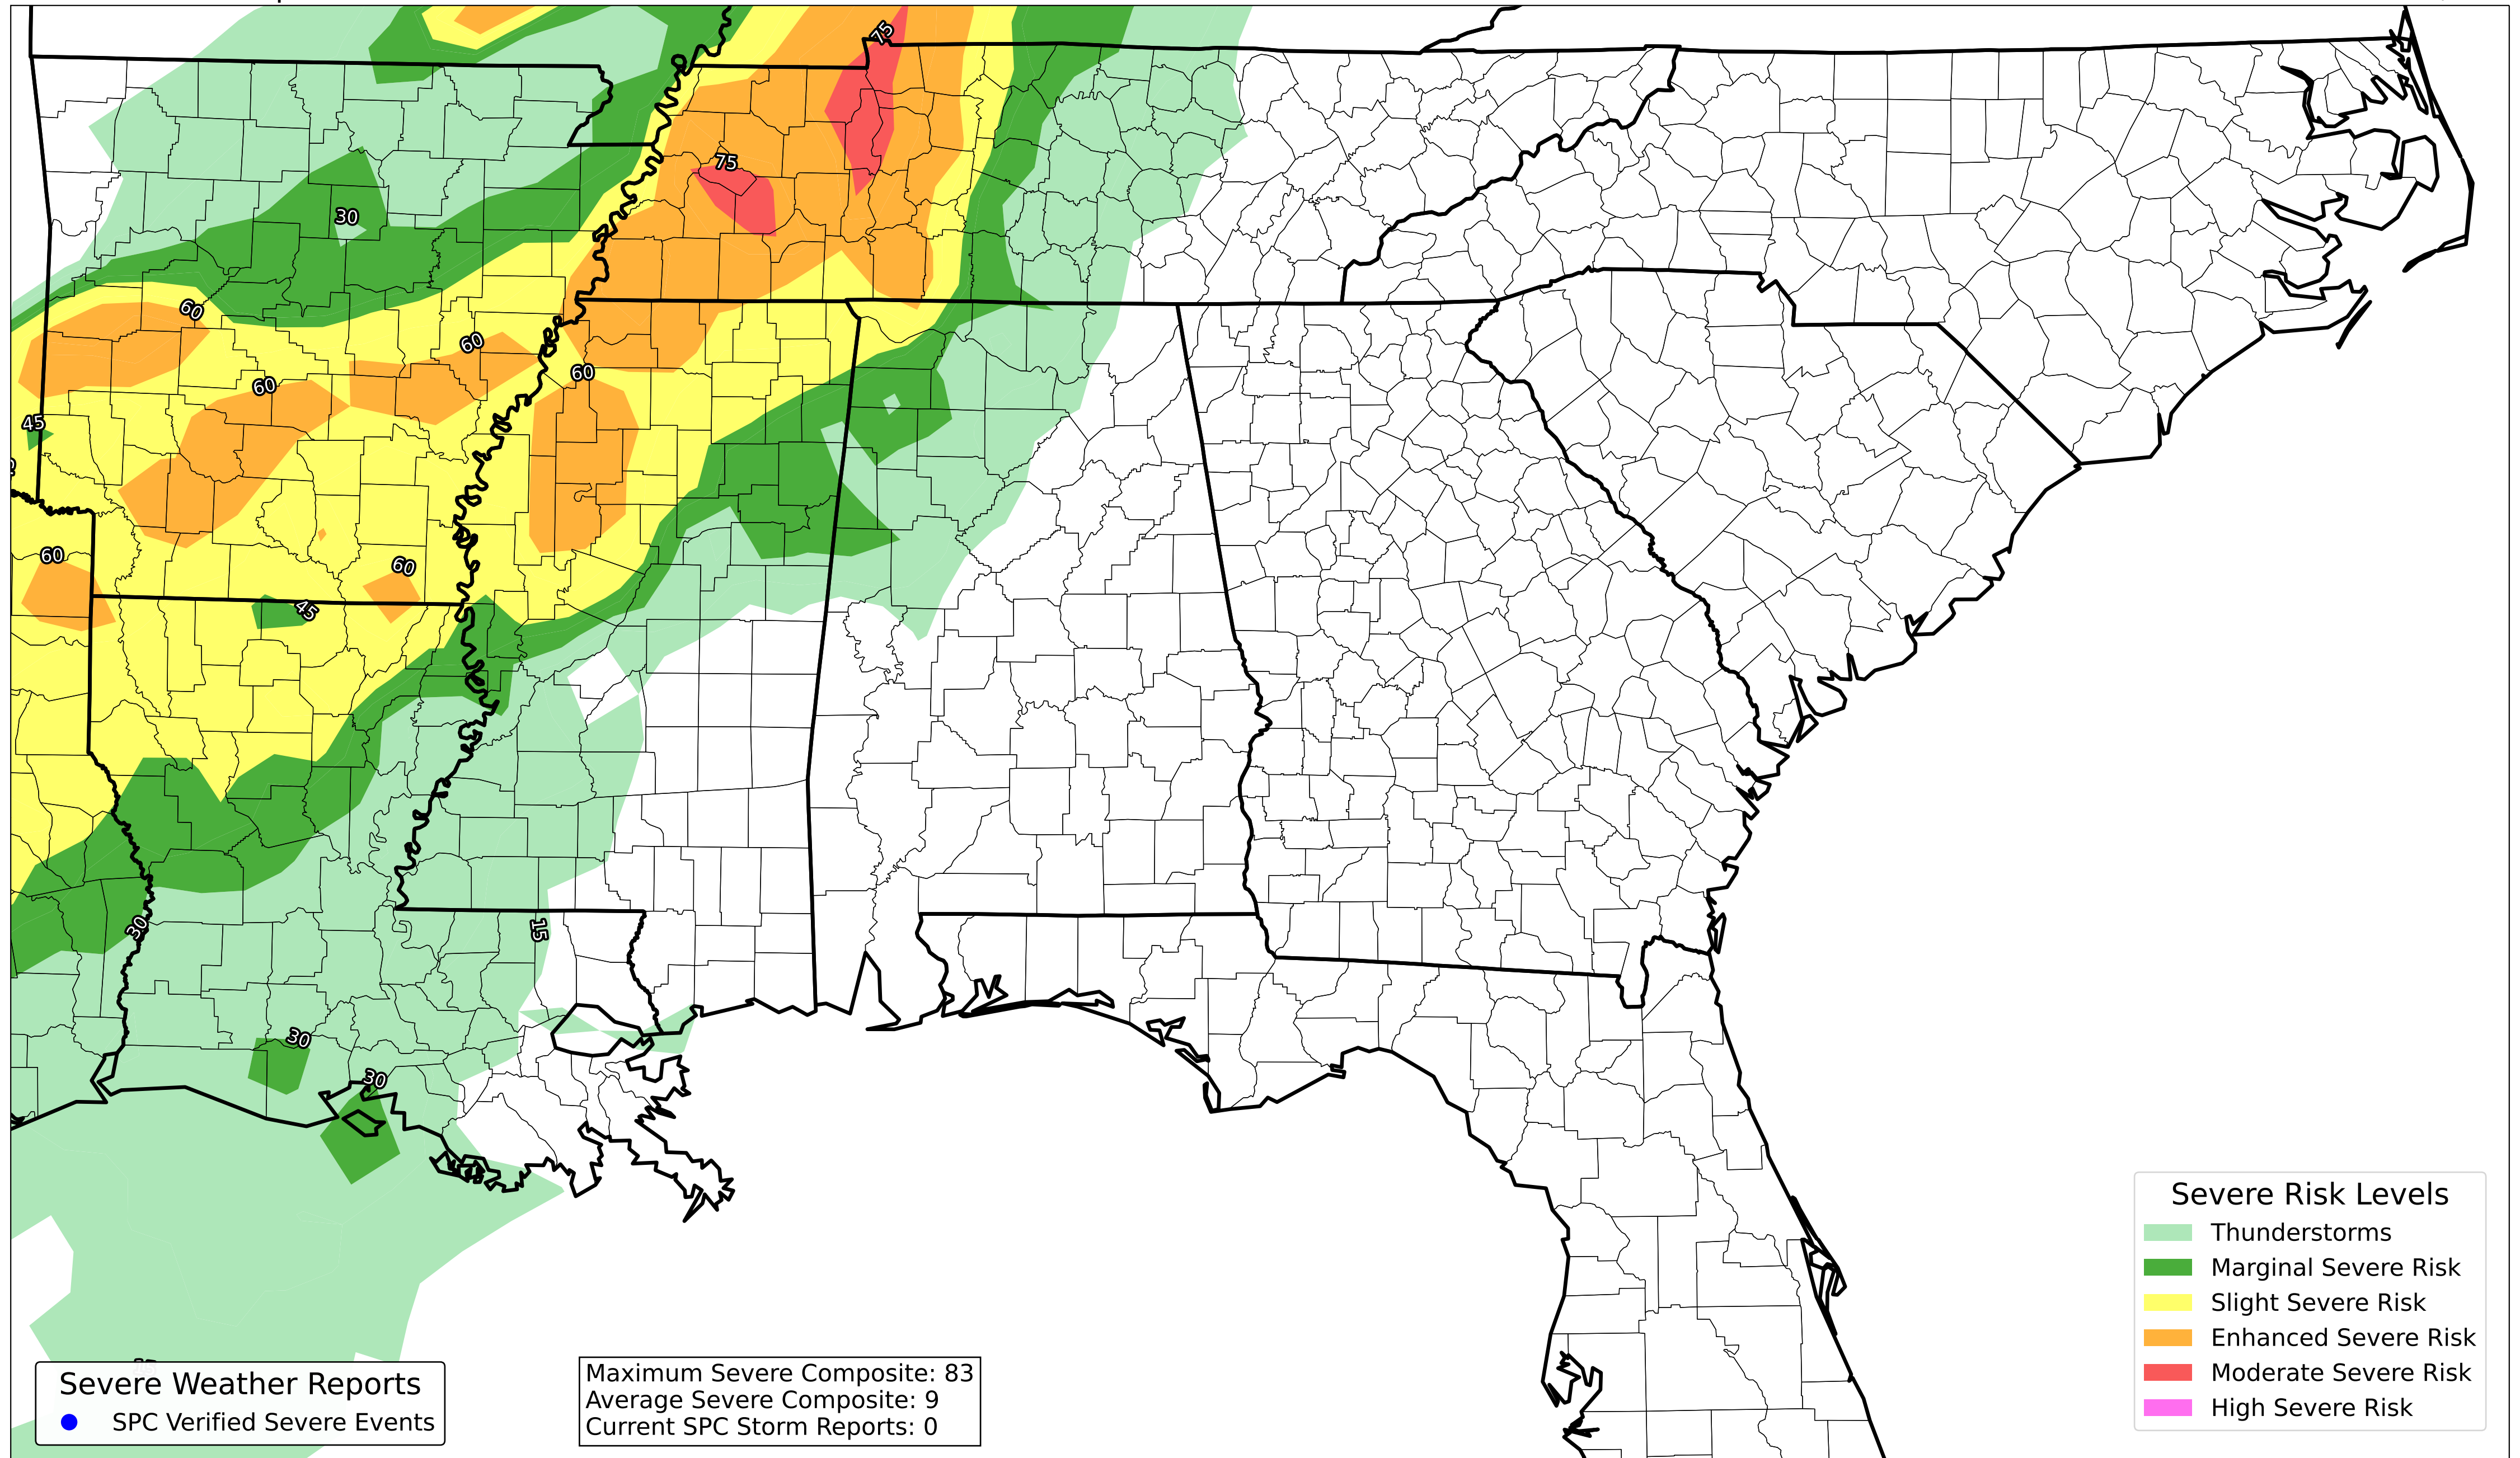 75
75
30
60
60
60
60
45
60
60
45
30
15
30
30
Severe Risk Levels
Thunderstorms
Marginal Severe Risk
Slight Severe Risk
Enhanced Severe Risk
Moderate Severe Risk
High Severe Risk
Severe Weather Reports
SPC Verified Severe Events
Maximum Severe Composite: 83
Average Severe Composite: 9
Current SPC Storm Reports: 0